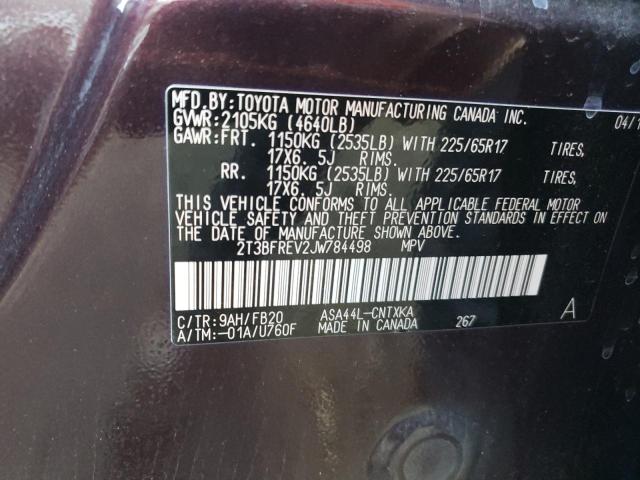 MFD.BY:TOYOTA MOTOR MANUFACTURING CANADA INC. 04/1
GVWR:2105KG (4640LB)
GAWR:FRT. 1150KG (2535LB) WITH 225/65R17 TIRES,
17X6. 5J RIMS.
RR. 1150KG (2535LB) WITH 225/65R17 TIRES,
17X6. 5J RIMS.
THIS VEHICLE CONFORMS TO ALL APPLICABLE FEDERAL MOTOR
VEHICLE SAFETY AND THEFT PREVENTION STANDARDS IN EFFECT ON
THE DATE OF MANUFACTURE SHOWN ABOVE.
2T3BFREV2JW784498 MPV
C/TR:9AH/FB20 ASA44L-CNTXKA A
A/TM:-01A/U760F MADE IN CANADA 267